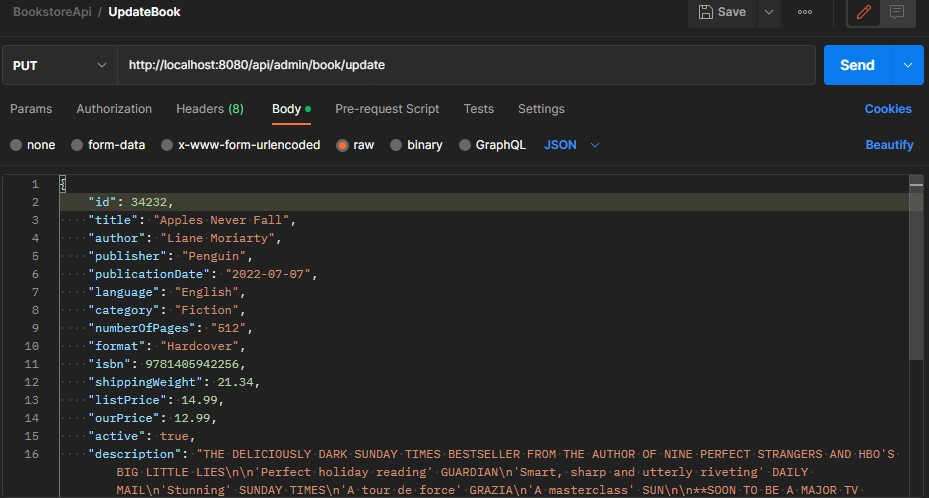 BookstoreApi / UpdateBook
Save
PUT
http://localhost:8080/api/admin/book/update
Send
Params Authorization Headers (8) Body Pre-request Script Tests Settings Cookies
none form-data x-www-form-urlencoded raw binary GraphQL JSON Beautify
1 {
2 "id": 34232,
3 "title": "Apples Never Fall",
4 "author": "Liane Moriarty",
5 "publisher": "Penguin",
6 "publicationDate": "2022-07-07",
7 "language": "English",
8 "category": "Fiction",
9 "numberOfPages": "512",
10 "format": "Hardcover",
11 "isbn": 9781405942256,
12 "shippingWeight": 21.34,
13 "listPrice": 14.99,
14 "ourPrice": 12.99,
15 "active": true,
16 "description": "THE DELICIOUSLY DARK SUNDAY TIMES BESTSELLER FROM THE AUTHOR OF NINE PERFECT STRANGERS AND HBO'S
BIG LITTLE LIES\n\n'Perfect holiday reading' GUARDIAN\n'Smart, sharp and utterly riveting' DAILY
MAIL\n'Stunning' SUNDAY TIMES\n'A tour de force' GRAZIA\n'A masterclass' SUN\n\n**SOON TO BE A MAJOR TV